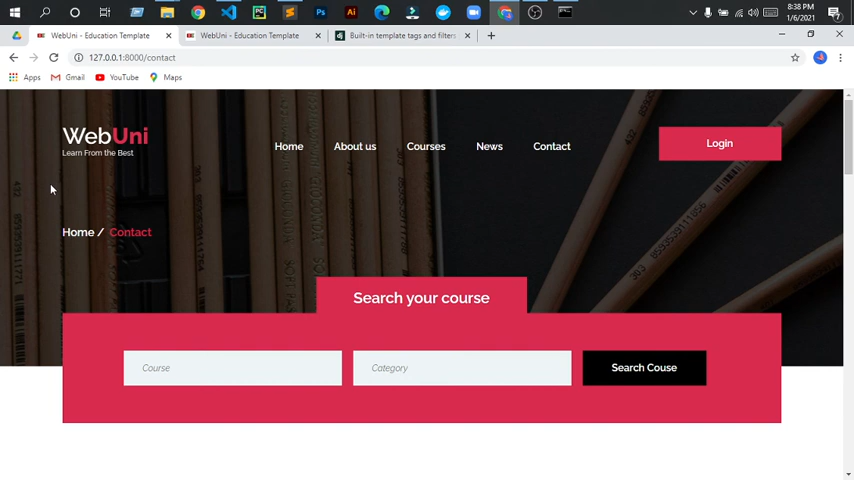 8:38 PM
1/6/2021
WebUni - Education Template
WebUni - Education Template
Built-in template tags and filters
127.0.0.1:8000/contact
Apps Gmail YouTube Maps
WebUni
Learn From the Best
Home About us Courses News Contact
Login
Home / Contact
Search your course
Course Category Search Couse